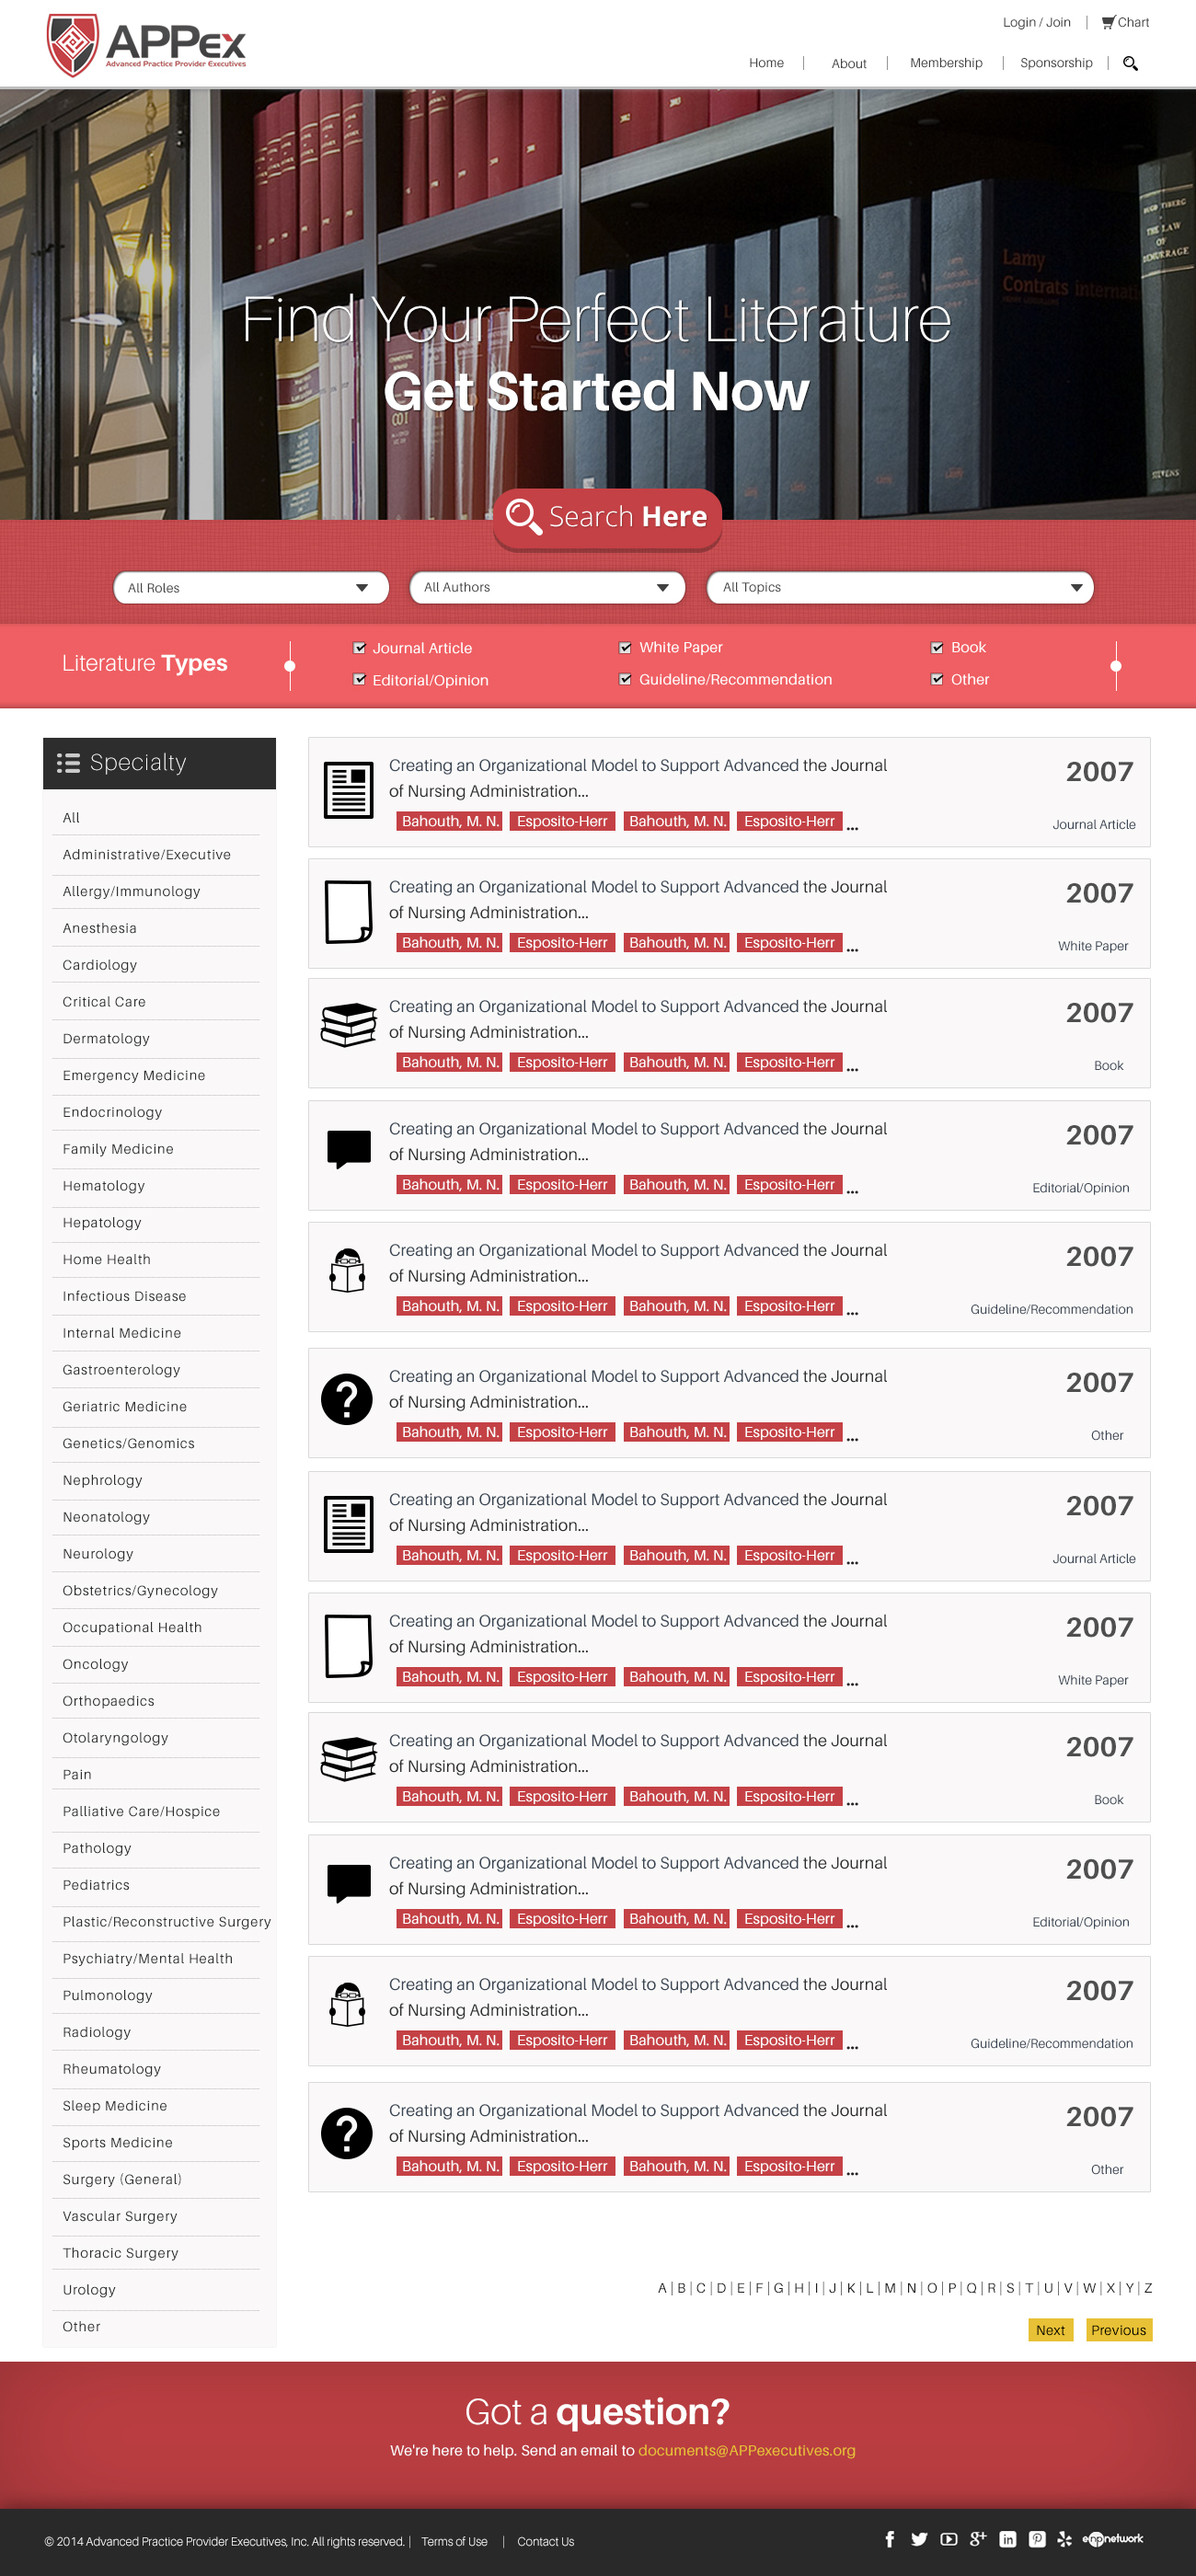 APPex
Advanced Practice Provider Executives
Login / Join | Chart
Home | About | Membership | Sponsorship
Lamy
Contrats internati
THE LAW
OF
DEMURRAGE
STEVENS
Find Your Perfect Literature
Get Started Now
Search Here
All Roles
All Authors
All Topics
Literature Types
Journal Article
White Paper
Book
Editorial/Opinion
Guideline/Recommendation
Other
Specialty
All
Administrative/Executive
Allergy/Immunology
Anesthesia
Cardiology
Critical Care
Dermatology
Emergency Medicine
Endocrinology
Family Medicine
Hematology
Hepatology
Home Health
Infectious Disease
Internal Medicine
Gastroenterology
Geriatric Medicine
Genetics/Genomics
Nephrology
Neonatology
Neurology
Obstetrics/Gynecology
Occupational Health
Oncology
Orthopaedics
Otolaryngology
Pain
Palliative Care/Hospice
Pathology
Pediatrics
Plastic/Reconstructive Surgery
Psychiatry/Mental Health
Pulmonology
Radiology
Rheumatology
Sleep Medicine
Sports Medicine
Surgery (General)
Vascular Surgery
Thoracic Surgery
Urology
Other
Creating an Organizational Model to Support Advanced the Journal
of Nursing Administration...
Bahouth, M. N. Esposito-Herr Bahouth, M. N. Esposito-Herr ...
2007
Journal Article
Creating an Organizational Model to Support Advanced the Journal
of Nursing Administration...
Bahouth, M. N. Esposito-Herr Bahouth, M. N. Esposito-Herr ...
2007
White Paper
Creating an Organizational Model to Support Advanced the Journal
of Nursing Administration...
Bahouth, M. N. Esposito-Herr Bahouth, M. N. Esposito-Herr ...
2007
Book
Creating an Organizational Model to Support Advanced the Journal
of Nursing Administration...
Bahouth, M. N. Esposito-Herr Bahouth, M. N. Esposito-Herr ...
2007
Editorial/Opinion
Creating an Organizational Model to Support Advanced the Journal
of Nursing Administration...
Bahouth, M. N. Esposito-Herr Bahouth, M. N. Esposito-Herr ...
2007
Guideline/Recommendation
Creating an Organizational Model to Support Advanced the Journal
of Nursing Administration...
Bahouth, M. N. Esposito-Herr Bahouth, M. N. Esposito-Herr ...
2007
Other
Creating an Organizational Model to Support Advanced the Journal
of Nursing Administration...
Bahouth, M. N. Esposito-Herr Bahouth, M. N. Esposito-Herr ...
2007
Journal Article
Creating an Organizational Model to Support Advanced the Journal
of Nursing Administration...
Bahouth, M. N. Esposito-Herr Bahouth, M. N. Esposito-Herr ...
2007
White Paper
Creating an Organizational Model to Support Advanced the Journal
of Nursing Administration...
Bahouth, M. N. Esposito-Herr Bahouth, M. N. Esposito-Herr ...
2007
Book
Creating an Organizational Model to Support Advanced the Journal
of Nursing Administration...
Bahouth, M. N. Esposito-Herr Bahouth, M. N. Esposito-Herr ...
2007
Editorial/Opinion
Creating an Organizational Model to Support Advanced the Journal
of Nursing Administration...
Bahouth, M. N. Esposito-Herr Bahouth, M. N. Esposito-Herr ...
2007
Guideline/Recommendation
Creating an Organizational Model to Support Advanced the Journal
of Nursing Administration...
Bahouth, M. N. Esposito-Herr Bahouth, M. N. Esposito-Herr ...
2007
Other
A | B | C | D | E | F | G | H | I | J | K | L | M | N | O | P | Q | R | S | T | U | V | W | X | Y | Z
Next Previous
Got a question?
We're here to help. Send an email to documents@APPexecutives.org
© 2014 Advanced Practice Provider Executives, Inc. All rights reserved. | Terms of Use | Contact Us
enpnetwork